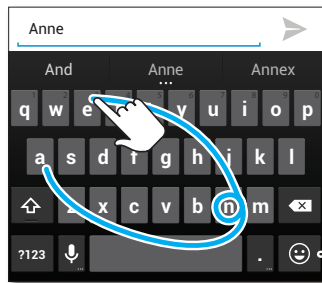 Anne
And Anne Annex
q w e y u i o p
a s d f g h j k l
z x c v b n m
?123 .